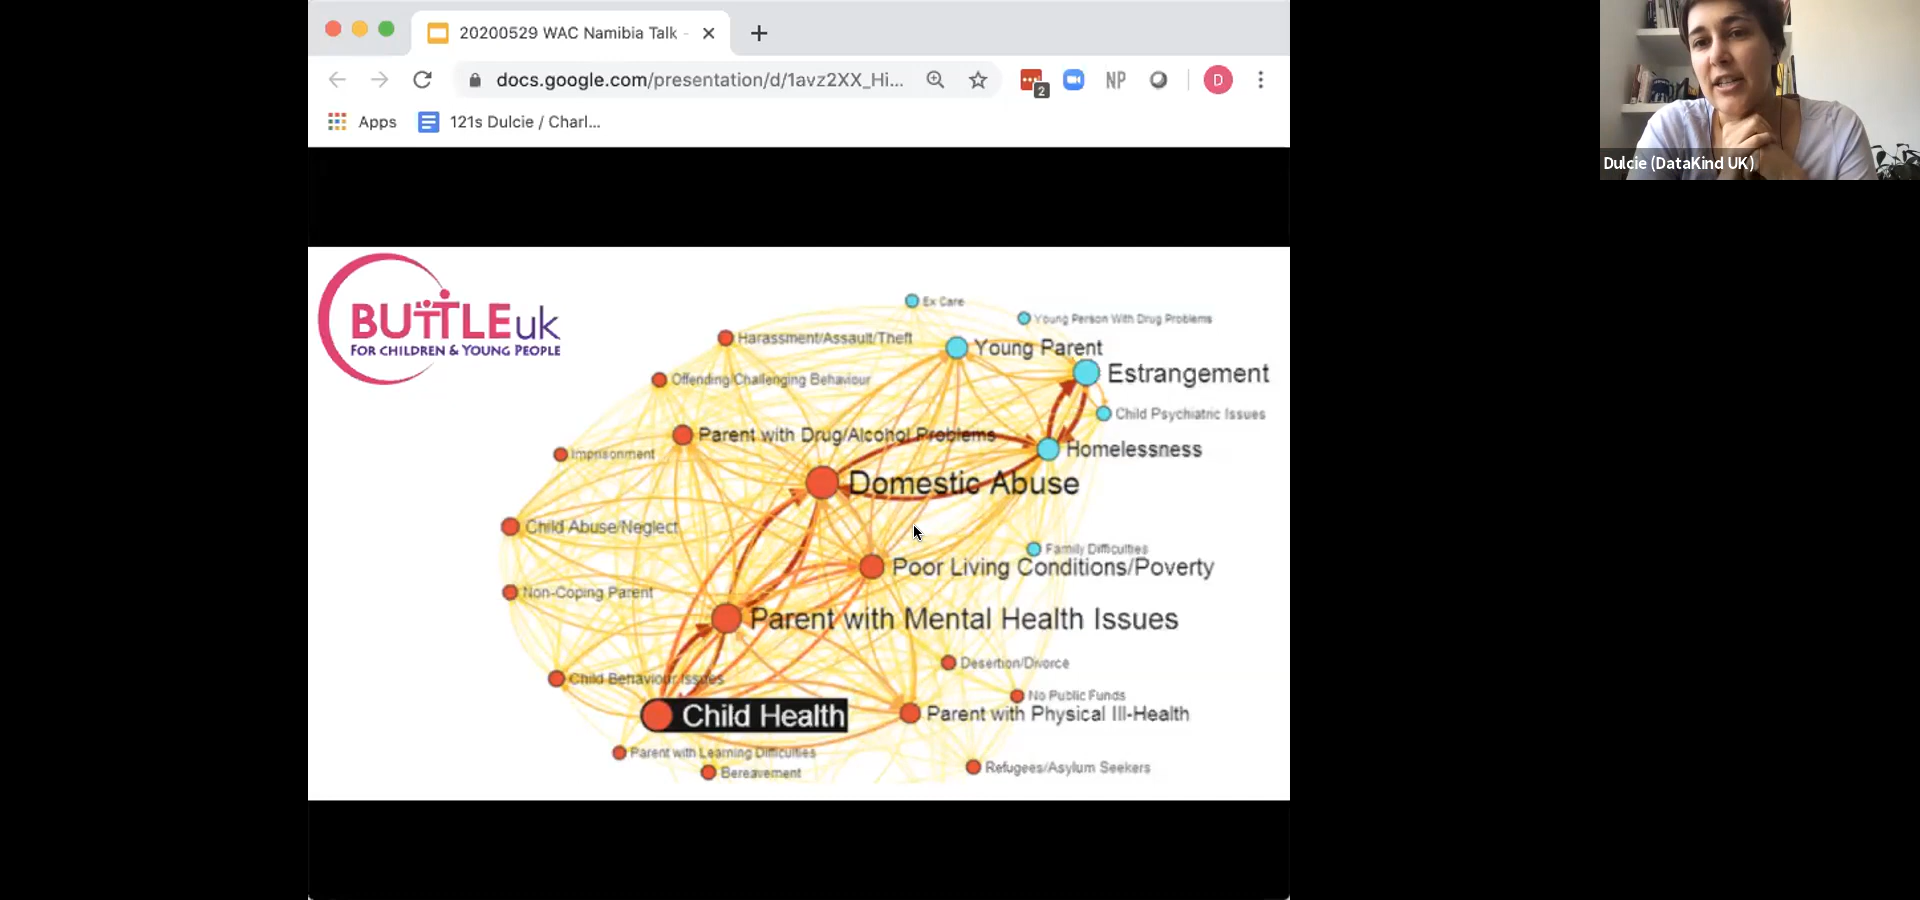 20200529 WAC Namibia Talk -
docs.google.com/presentation/d/1avz2XX_Hi...
2
NP
D
Apps
121s Dulcie / Charl...
Dulcie (DataKind UK)
BUTTLE uk
FOR CHILDREN & YOUNG PEOPLE
Ex Care
Young Person With Drug Problems
Harassment/Assault/Theft
Young Parent
Estrangement
Offending/Challenging Behaviour
Child Psychiatric Issues
Parent with Drug/Alcohol Problems
Homelessness
Imprisonment
Domestic Abuse
Child Abuse/Neglect
Family Difficulties
Poor Living Conditions/Poverty
Non-Coping Parent
Parent with Mental Health Issues
Desertion/Divorce
Child Behaviour Issues
No Public Funds
Child Health
Parent with Physical Ill-Health
Parent with Learning Difficulties
Refugees/Asylum Seekers
Bereavement